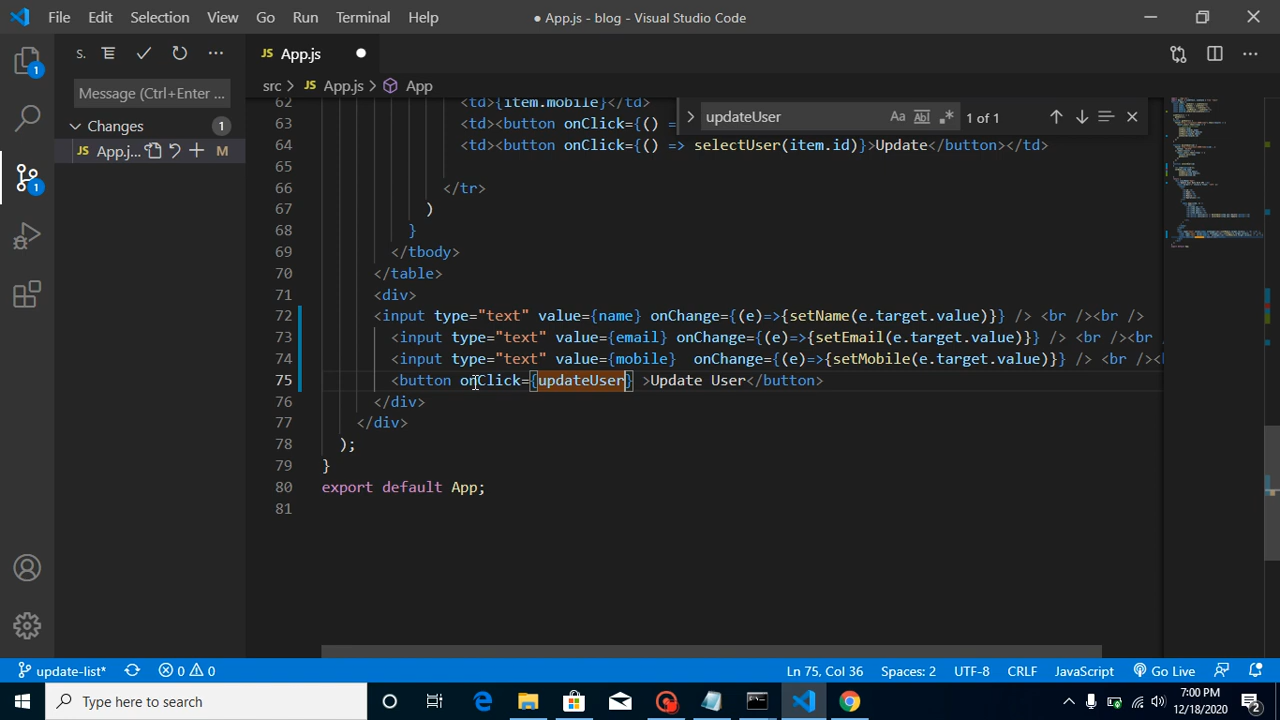 File Edit Selection View Go Run Terminal Help ● App.js - blog - Visual Studio Code
S.
JS App.js
1
Message (Ctrl+Enter ...
src > JS App.js > App
Changes 1
JS App.j... M
updateUser Aa Abl 1 of 1
62 <td>{item.mobile}</td>
63 <td><button onClick={() =
64 <td><button onClick={() => selectUser(item.id)}>Update</button></td>
65
66 </tr>
67 )
68 }
69 </tbody>
70 </table>
71 <div>
72 <input type="text" value={name} onChange={(e)=>{setName(e.target.value)}} /> <br /><br />
73 <input type="text" value={email} onChange={(e)=>{setEmail(e.target.value)}} /> <br /><br
74 <input type="text" value={mobile}  onChange={(e)=>{setMobile(e.target.value)}} /> <br /><b
75 <button onClick={updateUser} >Update User</button>
76 </div>
77 </div>
78 );
79 }
80 export default App;
81
1
update-list* 0 0 Ln 75, Col 36 Spaces: 2 UTF-8 CRLF JavaScript Go Live
Type here to search
7:00 PM
12/18/2020
2